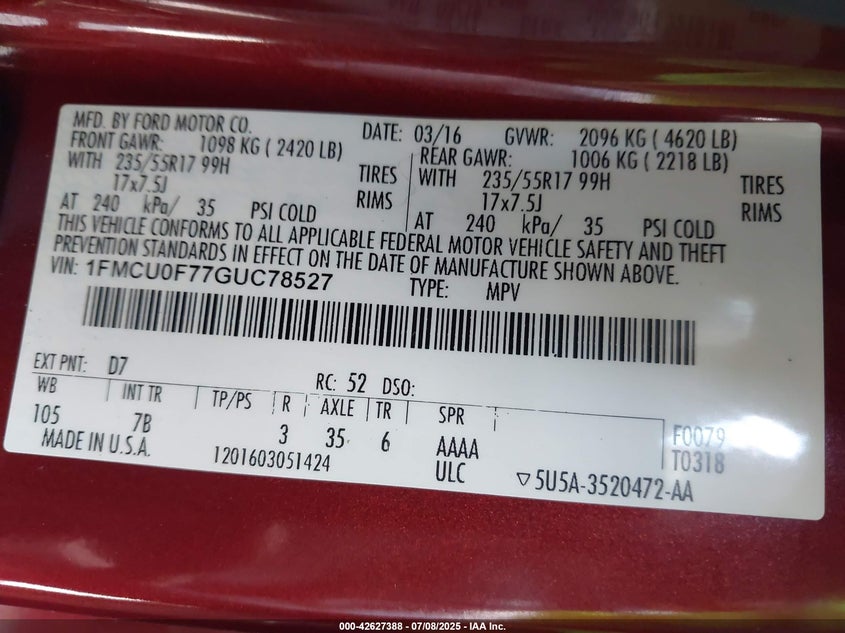 MFD. BY FORD MOTOR CO. DATE: 03/16 GVWR: 2096 KG ( 4620 LB)
FRONT GAWR: 1098 KG ( 2420 LB) REAR GAWR: 1006 KG ( 2218 LB)
WITH 235/55R17 99H TIRES WITH 235/55R17 99H TIRES
17x7.5J RIMS 17x7.5J RIMS
AT 240 kPa/ 35 PSI COLD AT 240 kPa/ 35 PSI COLD
THIS VEHICLE CONFORMS TO ALL APPLICABLE FEDERAL MOTOR VEHICLE SAFETY AND THEFT
PREVENTION STANDARDS IN EFFECT ON THE DATE OF MANUFACTURE SHOWN ABOVE.
VIN: 1FMCU0F77GUC78527 TYPE: MPV
EXT PNT: D7 RC: 52 DSO:
WB INT TR TP/PS R AXLE TR SPR
105 7B 3 35 6 AAAA F0079
MADE IN U.S.A. 1201603051424 ULC T0318
▽5U5A-3520472-AA
000-42627388 - 07/08/2025 - IAA Inc.